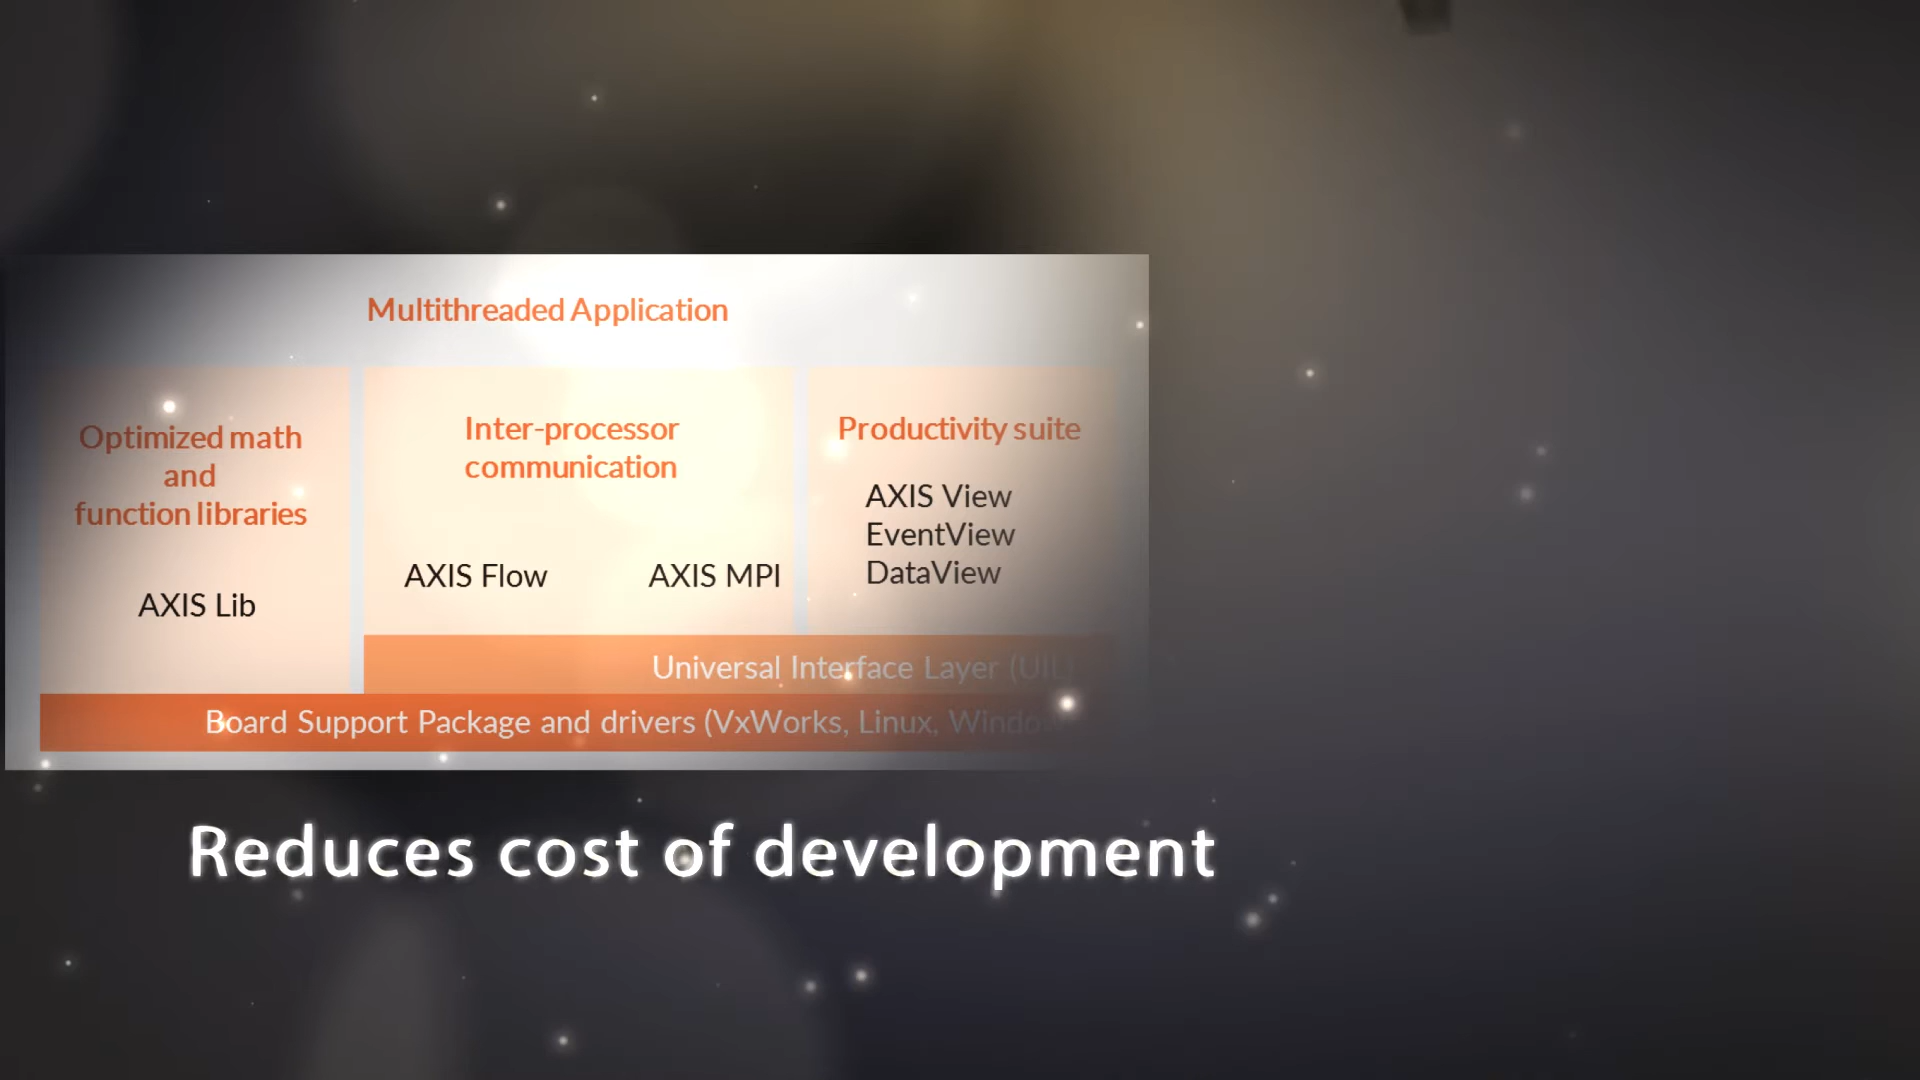 Multithreaded Application
Optimized math
and
function libraries
AXIS Lib
Inter-processor
communication
AXIS Flow AXIS MPI
Productivity suite
AXIS View
EventView
DataView
Universal Interface Layer (UIL)
Board Support Package and drivers (VxWorks, Linux,
Reduces cost of development